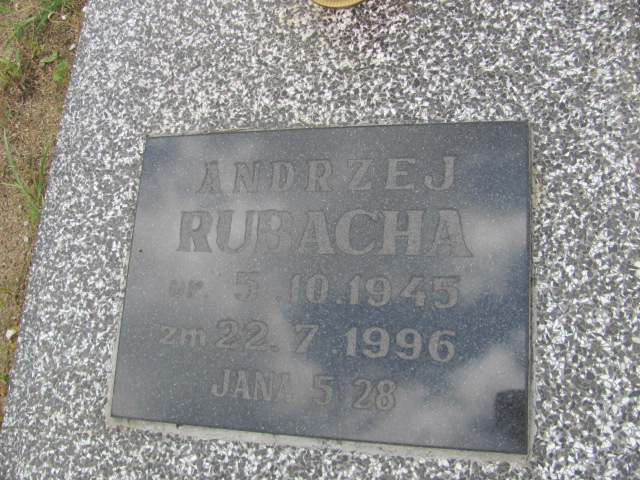 ANDRZEJ
RUBACHA
ur. 5.10.1945
zm 22.7.1996
JANA 5:28